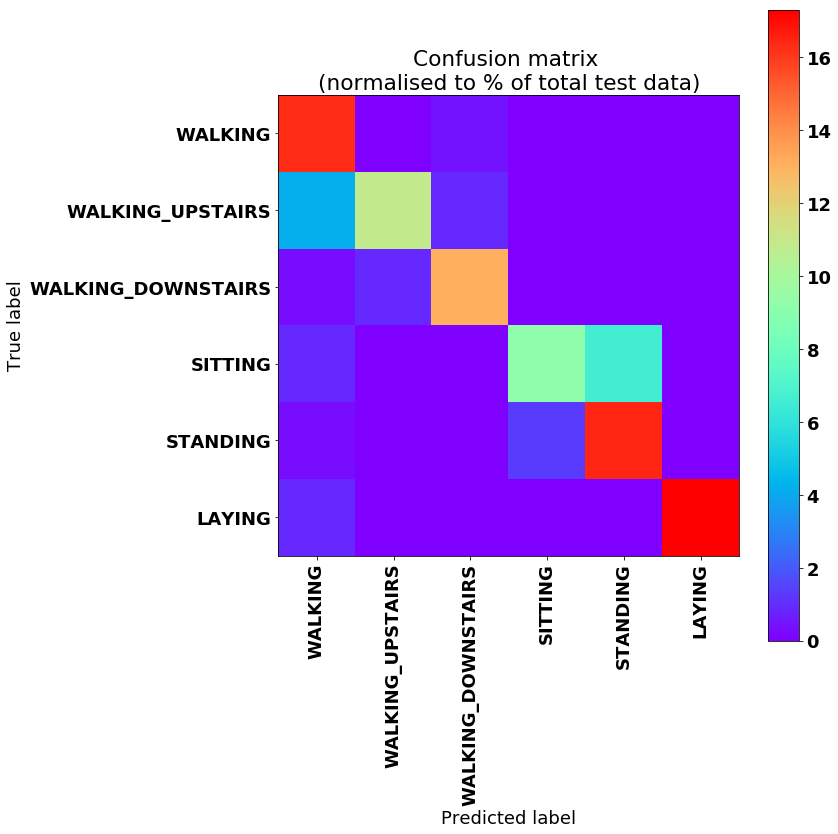 Confusion matrix
(normalised to % of total test data)
True label
WALKING
WALKING_UPSTAIRS
WALKING_DOWNSTAIRS
SITTING
STANDING
LAYING
WALKING
WALKING_UPSTAIRS
WALKING_DOWNSTAIRS
SITTING
STANDING
LAYING
Predicted label
16
14
12
10
8
6
4
2
0